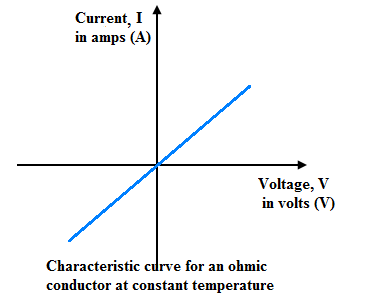 Current, I
in amps (A)
Voltage, V
in volts (V)
Characteristic curve for an ohmic
conductor at constant temperature